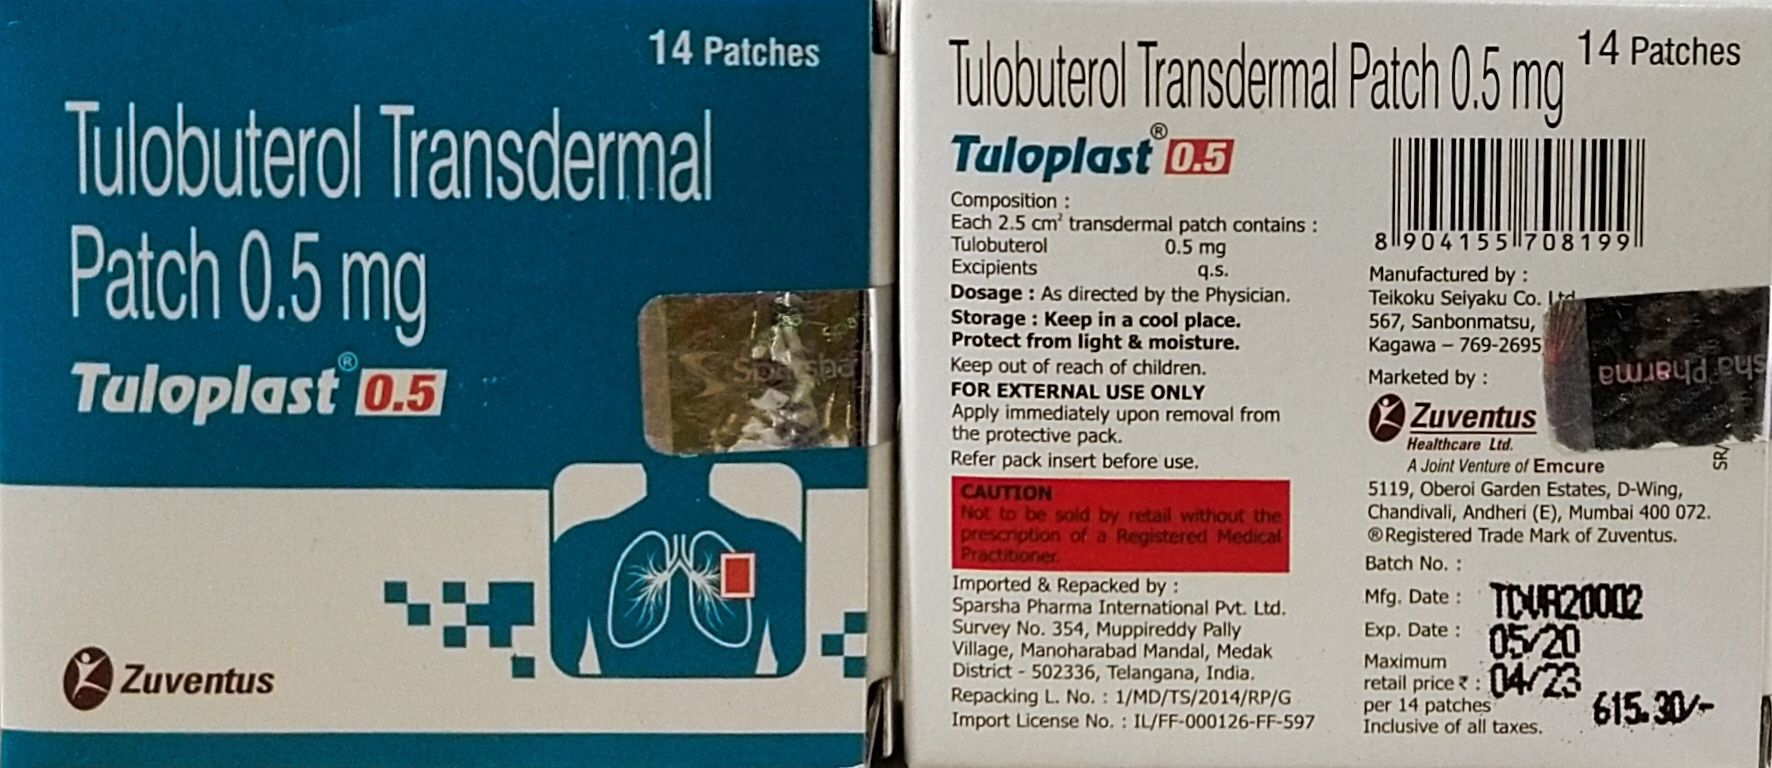 14 Patches
Tulobuterol Transdermal
Patch 0.5 mg
Tuloplast® 0.5
Sparsha
Zuventus
Tulobuterol Transdermal Patch 0.5 mg 14 Patches
Tuloplast® 0.5
Composition :
Each 2.5 cm² transdermal patch contains :
Tulobuterol 0.5 mg
Excipients q.s.
Dosage : As directed by the Physician.
Storage : Keep in a cool place.
Protect from light & moisture.
Keep out of reach of children.
FOR EXTERNAL USE ONLY
Apply immediately upon removal from
the protective pack.
Refer pack insert before use.
CAUTION
Not to be sold by retail without the
prescription of a Registered Medical
Practitioner.
Imported & Repacked by :
Sparsha Pharma International Pvt. Ltd.
Survey No. 354, Muppireddy Pally
Village, Manoharabad Mandal, Medak
District - 502336, Telangana, India.
Repacking L. No. : 1/MD/TS/2014/RP/G
Import License No. : IL/FF-000126-FF-597
8 904155 708199
Manufactured by :
Teikoku Seiyaku Co. Ltd
567, Sanbonmatsu,
Kagawa – 769-2695
sha Pharma
Marketed by :
Zuventus
Healthcare Ltd.
A Joint Venture of Emcure
5119, Oberoi Garden Estates, D-Wing,
Chandivali, Andheri (E), Mumbai 400 072.
®Registered Trade Mark of Zuventus.
Batch No. :
Mfg. Date : TDVA20002
Exp. Date : 05/20
Maximum
retail price ₹ : 04/23
per 14 patches 615.30/-
Inclusive of all taxes.